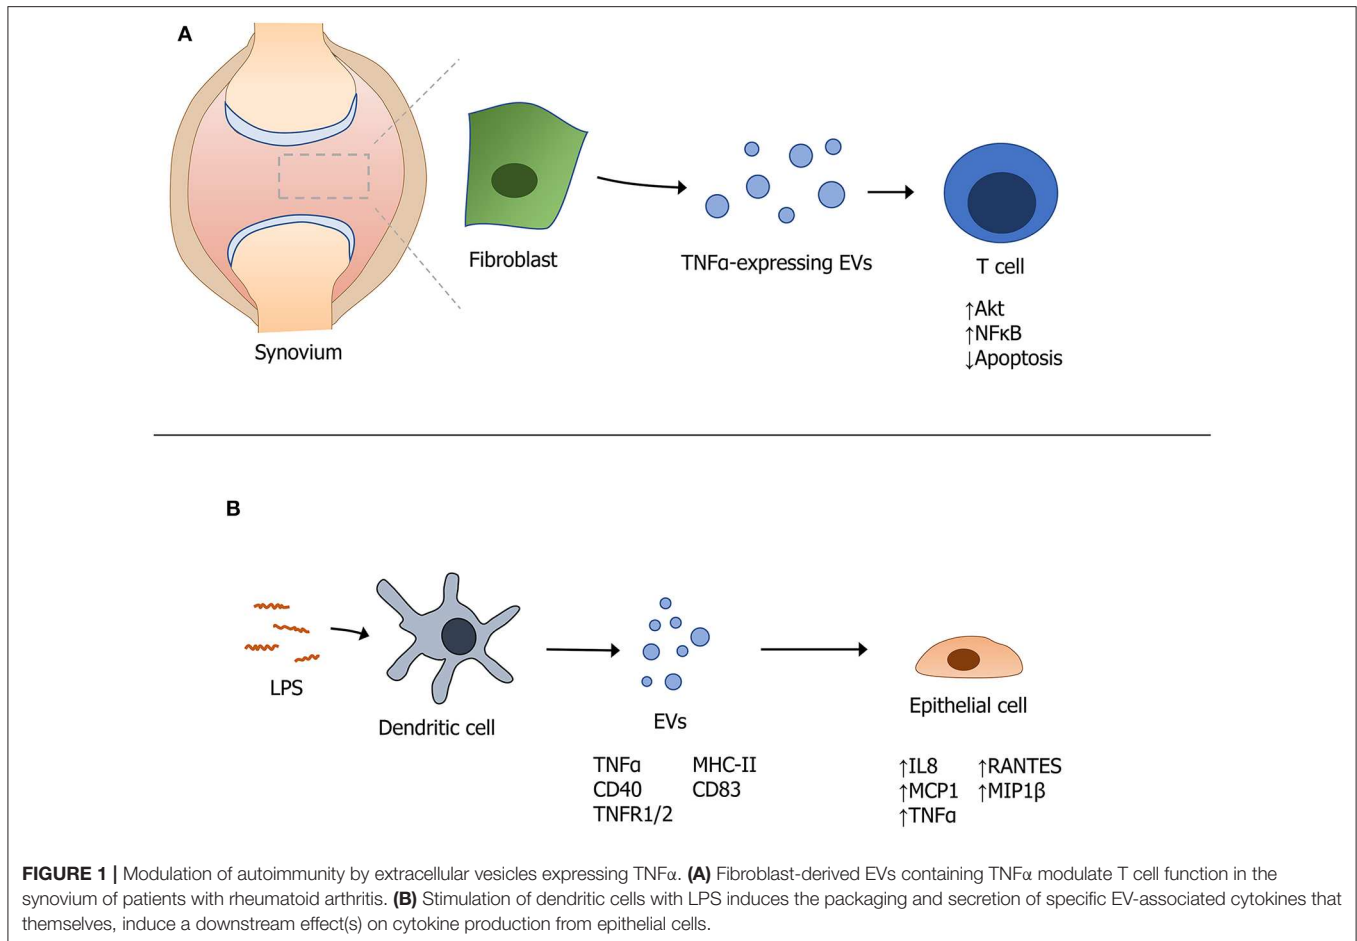 A
Fibroblast
TNFα-expressing EVs
T cell
Synovium
↑Akt
↑NFκB
↓Apoptosis
B
LPS
Dendritic cell
EVs
Epithelial cell
TNFα MHC-II
CD40 CD83
TNFR1/2
↑IL8 ↑RANTES
↑MCP1 ↑MIP1β
↑TNFα
FIGURE 1 | Modulation of autoimmunity by extracellular vesicles expressing TNFα. (A) Fibroblast-derived EVs containing TNFα modulate T cell function in the
synovium of patients with rheumatoid arthritis. (B) Stimulation of dendritic cells with LPS induces the packaging and secretion of specific EV-associated cytokines that
themselves, induce a downstream effect(s) on cytokine production from epithelial cells.